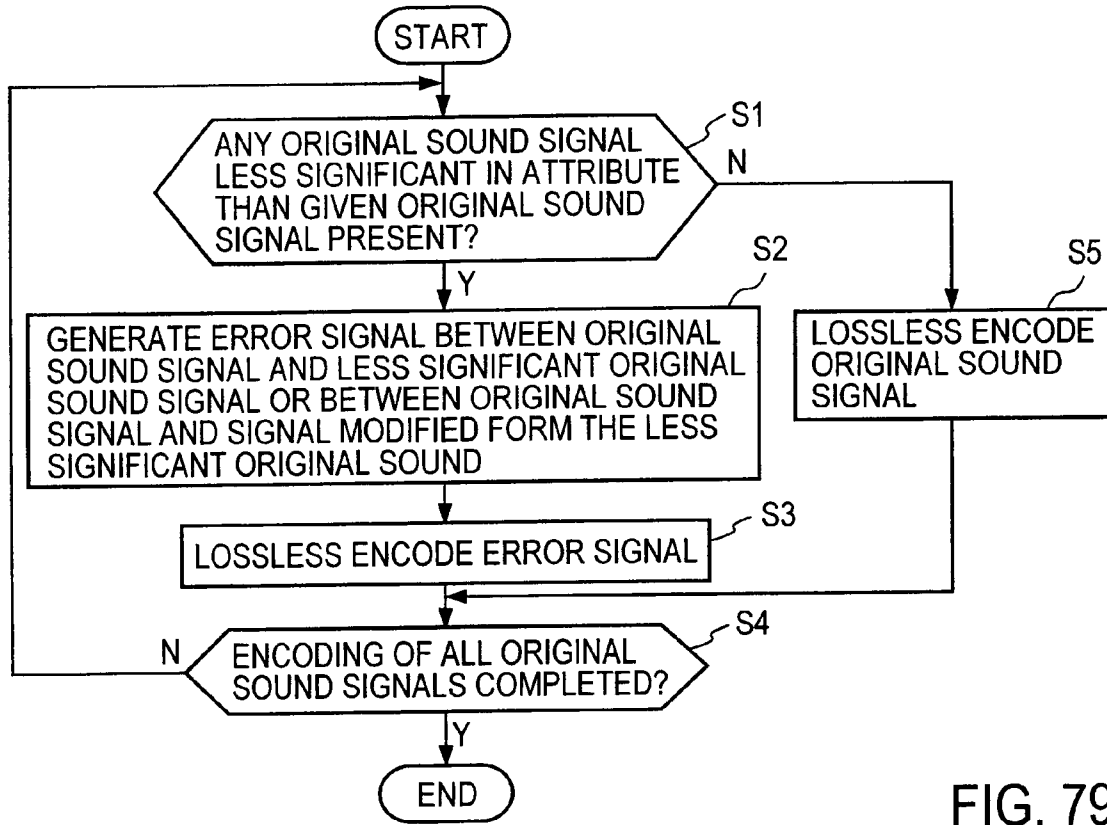 START
ANY ORIGINAL SOUND SIGNAL
LESS SIGNIFICANT IN ATTRIBUTE
THAN GIVEN ORIGINAL SOUND
SIGNAL PRESENT?
S1
N
Y
S2
GENERATE ERROR SIGNAL BETWEEN ORIGINAL
SOUND SIGNAL AND LESS SIGNIFICANT ORIGINAL
SOUND SIGNAL OR BETWEEN ORIGINAL SOUND
SIGNAL AND SIGNAL MODIFIED FORM THE LESS
SIGNIFICANT ORIGINAL SOUND
S5
LOSSLESS ENCODE
ORIGINAL SOUND
SIGNAL
S3
LOSSLESS ENCODE ERROR SIGNAL
S4
N
ENCODING OF ALL ORIGINAL
SOUND SIGNALS COMPLETED?
Y
END
FIG. 79